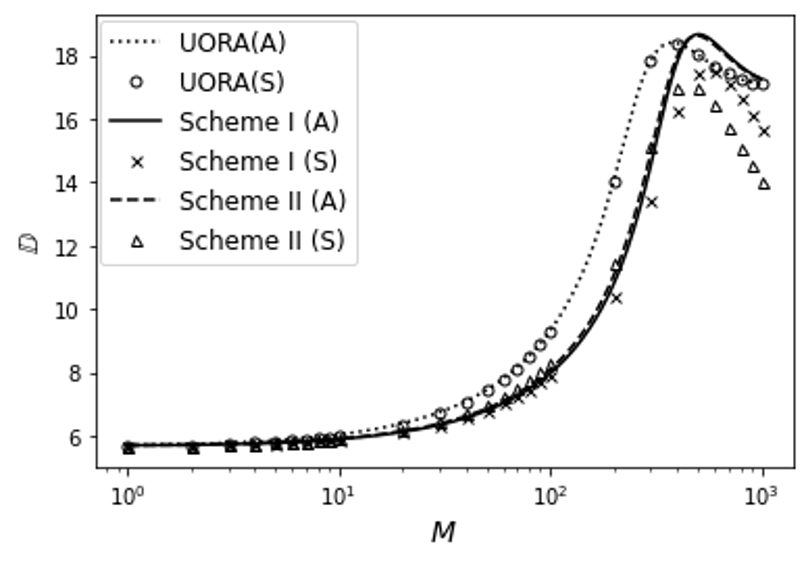 UORA(A)
UORA(S)
Scheme I (A)
Scheme I (S)
Scheme II (A)
Scheme II (S)
18
16
14
12
10
8
6
𝔻
10⁰ 10¹ 10² 10³
M